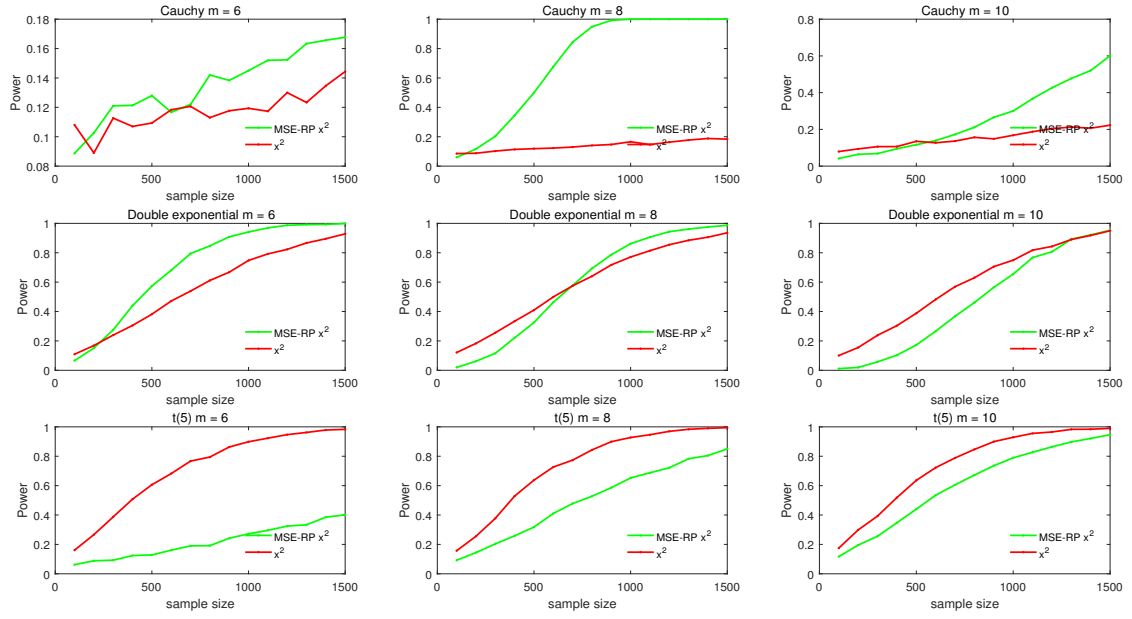 Cauchy m = 6
0.18
0.16
0.14
0.12
0.1
0.08
Power
0
500
1000
1500
sample size
MSE-RP x²
x²
Cauchy m = 8
1
0.8
0.6
0.4
0.2
0
Power
0
500
1000
1500
sample size
MSE-RP x²
x²
Cauchy m = 10
0.8
0.6
0.4
0.2
0
Power
0
500
1000
1500
sample size
MSE-RP x²
x²
Double exponential m = 6
1
0.8
0.6
0.4
0.2
0
Power
0
500
1000
1500
sample size
MSE-RP x²
x²
Double exponential m = 8
1
0.8
0.6
0.4
0.2
0
Power
0
500
1000
1500
sample size
MSE-RP x²
x²
Double exponential m = 10
1
0.8
0.6
0.4
0.2
0
Power
0
500
1000
1500
sample size
MSE-RP x²
x²
t(5) m = 6
1
0.8
0.6
0.4
0.2
0
Power
0
500
1000
1500
sample size
MSE-RP x²
x²
t(5) m = 8
1
0.8
0.6
0.4
0.2
0
Power
0
500
1000
1500
sample size
MSE-RP x²
x²
t(5) m = 10
1
0.8
0.6
0.4
0.2
0
Power
0
500
1000
1500
sample size
MSE-RP x²
x²